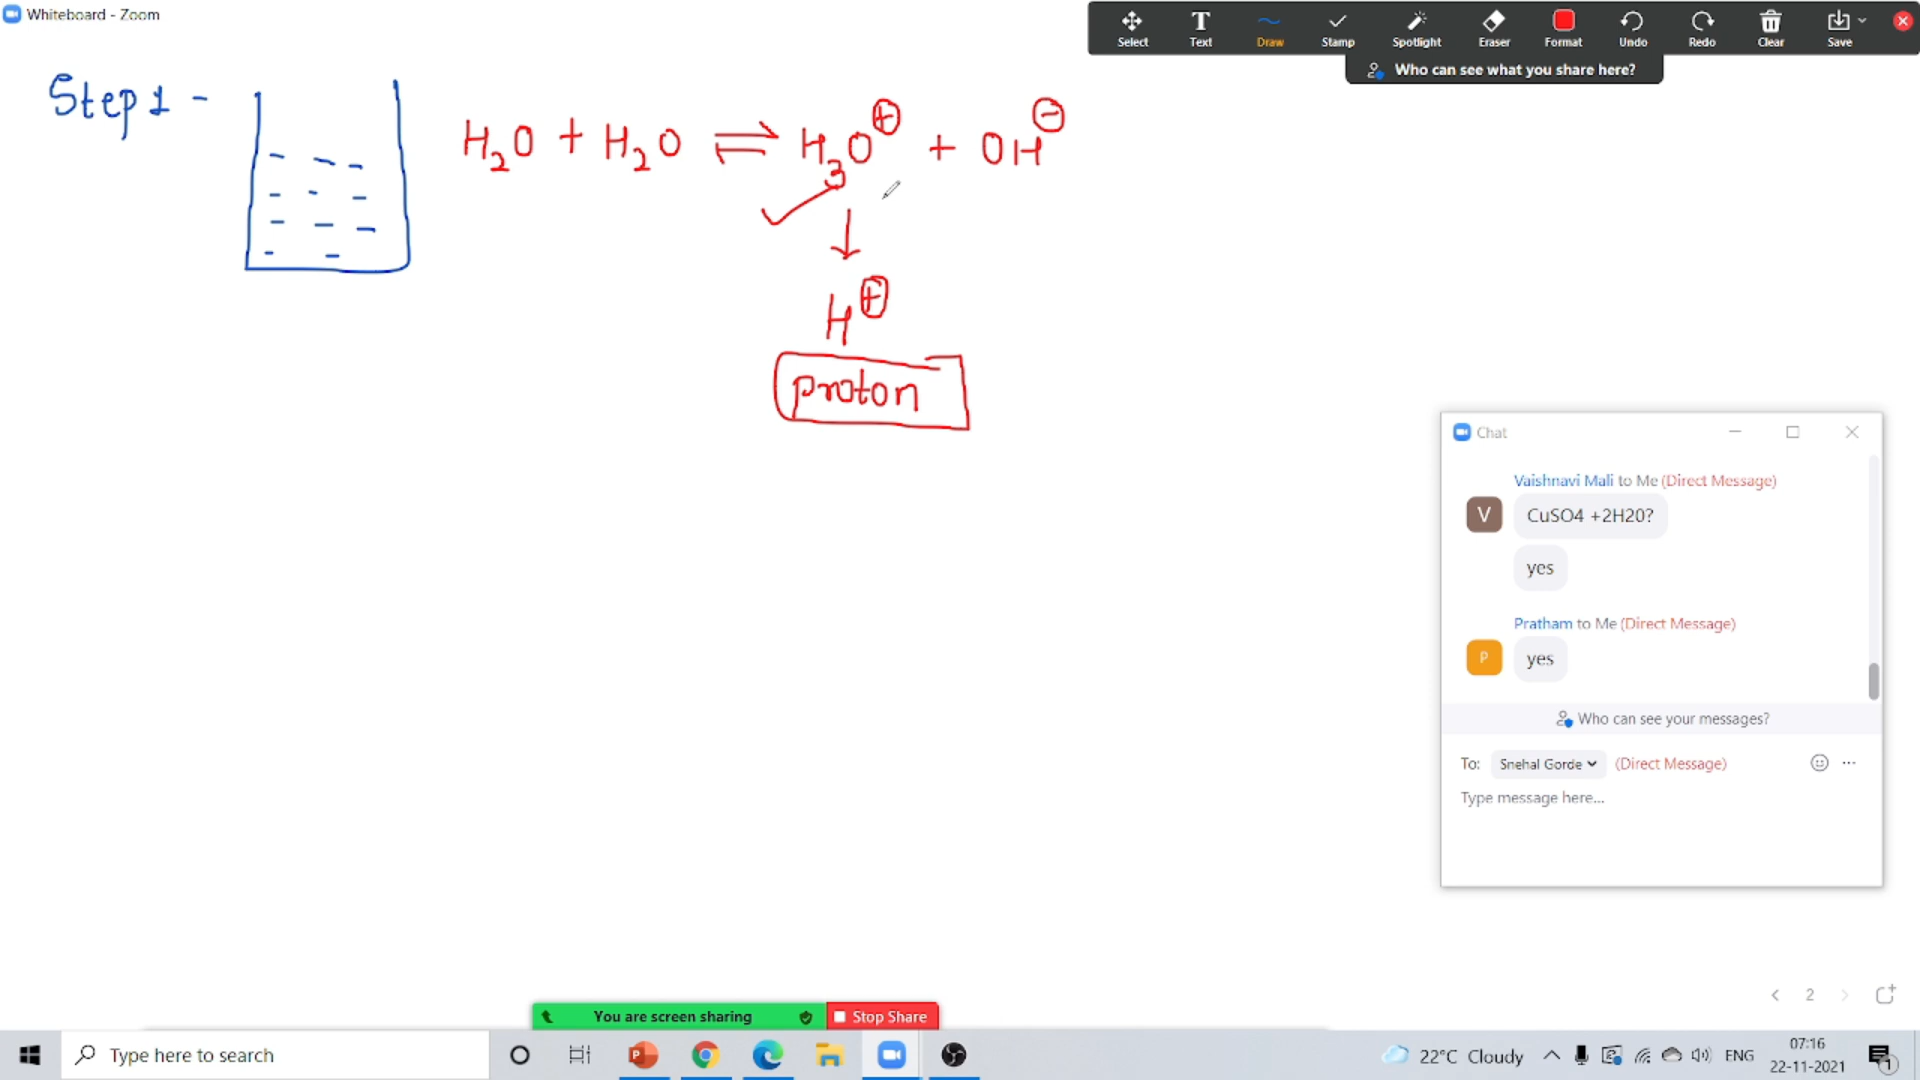 Whiteboard - Zoom
Select Text Draw Stamp Spotlight Eraser Format Undo Redo Clear Save
Who can see what you share here?
Step 1 -
H2O + H2O ⇌ H3O⊕ + OH⊖
H⊕
proton
Chat
Vaishnavi Mali to Me (Direct Message)
V
CuSO4 +2H20?
yes
Pratham to Me (Direct Message)
P
yes
Who can see your messages?
To: Snehal Gorde (Direct Message)
Type message here...
2
You are screen sharing Stop Share
Type here to search
22°C Cloudy
ENG
07:16
22-11-2021
1